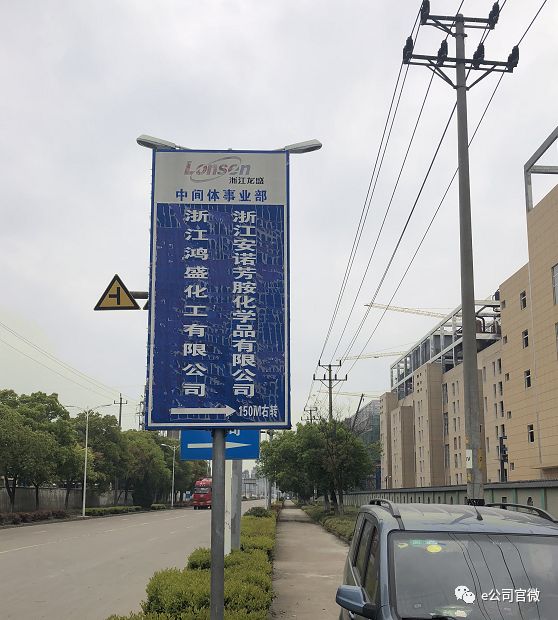 Lonsen
浙江龙盛
中间体事业部
浙江安诺芳胺化学品有限公司
浙江鸿盛化工有限公司
150M右转
公司
e公司官微